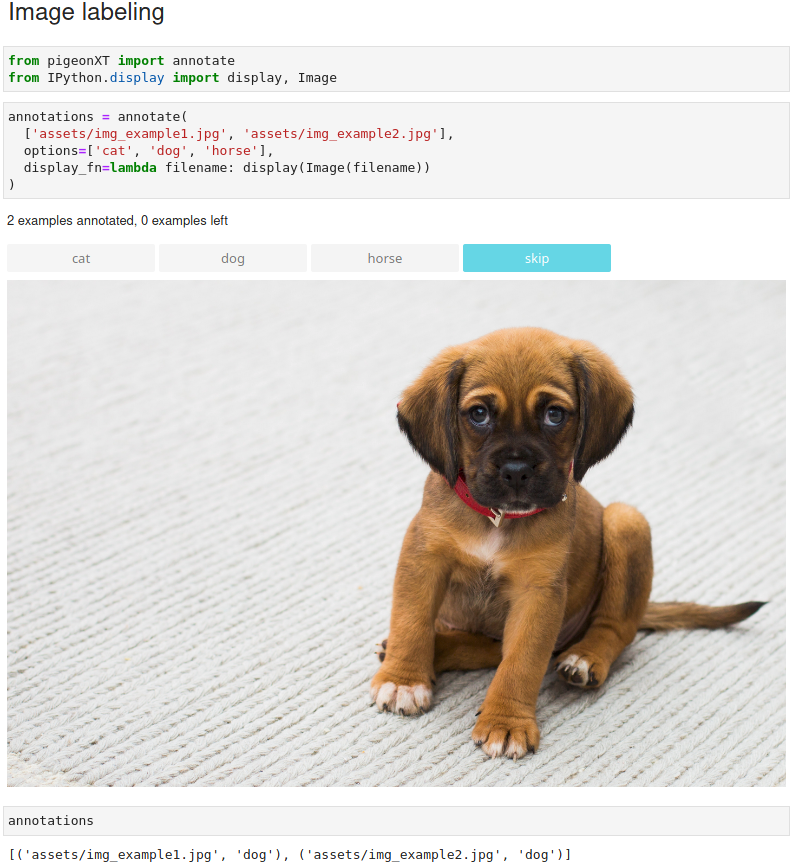 Image labeling
from pigeonXT import annotate
from IPython.display import display, Image
annotations = annotate(
  ['assets/img_example1.jpg', 'assets/img_example2.jpg'],
  options=['cat', 'dog', 'horse'],
  display_fn=lambda filename: display(Image(filename))
)
2 examples annotated, 0 examples left
cat dog horse skip
annotations
[('assets/img_example1.jpg', 'dog'), ('assets/img_example2.jpg', 'dog')]